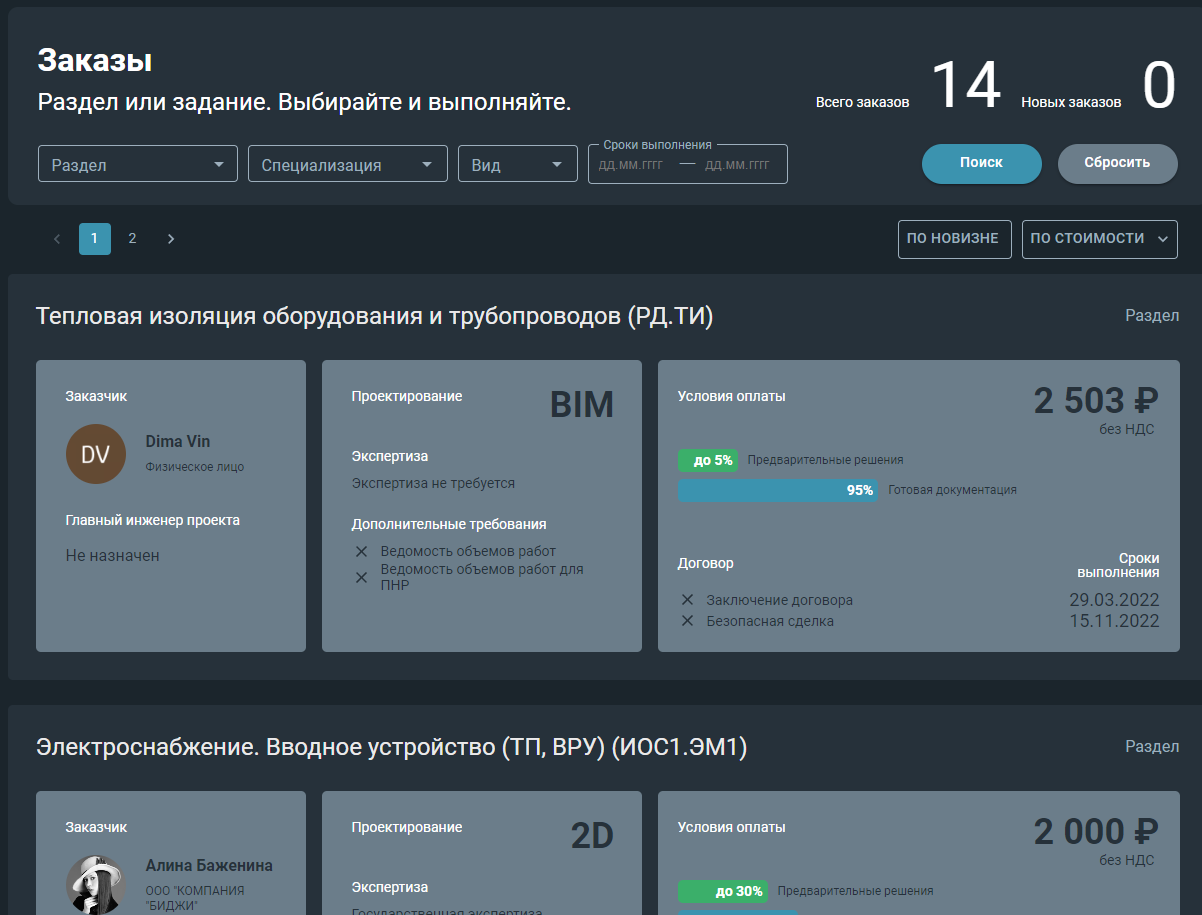 Заказы
Раздел или задание. Выбирайте и выполняйте.
Всего заказов 14 Новых заказов 0
Раздел Специализация Вид Сроки выполнения ДД.ММ.ГГГГ — ДД.ММ.ГГГГ Поиск Сбросить
1 2 ПО НОВИЗНЕ ПО СТОИМОСТИ
Тепловая изоляция оборудования и трубопроводов (РД.ТИ) Раздел
Заказчик
DV
Dima Vin
Физическое лицо
Главный инженер проекта
Не назначен
Проектирование BIM
Экспертиза
Экспертиза не требуется
Дополнительные требования
Ведомость объемов работ
Ведомость объемов работ для
ПНР
Условия оплаты 2 503 ₽
без НДС
до 5% Предварительные решения
95% Готовая документация
Договор
Заключение договора
Безопасная сделка
Сроки
выполнения
29.03.2022
15.11.2022
Электроснабжение. Вводное устройство (ТП, ВРУ) (ИОС1.ЭМ1) Раздел
Заказчик
Алина Баженина
ООО "КОМПАНИЯ
"БИДЖИ"
Проектирование 2D
Экспертиза
Государственная экспертиза
Условия оплаты 2 000 ₽
без НДС
до 30% Предварительные решения